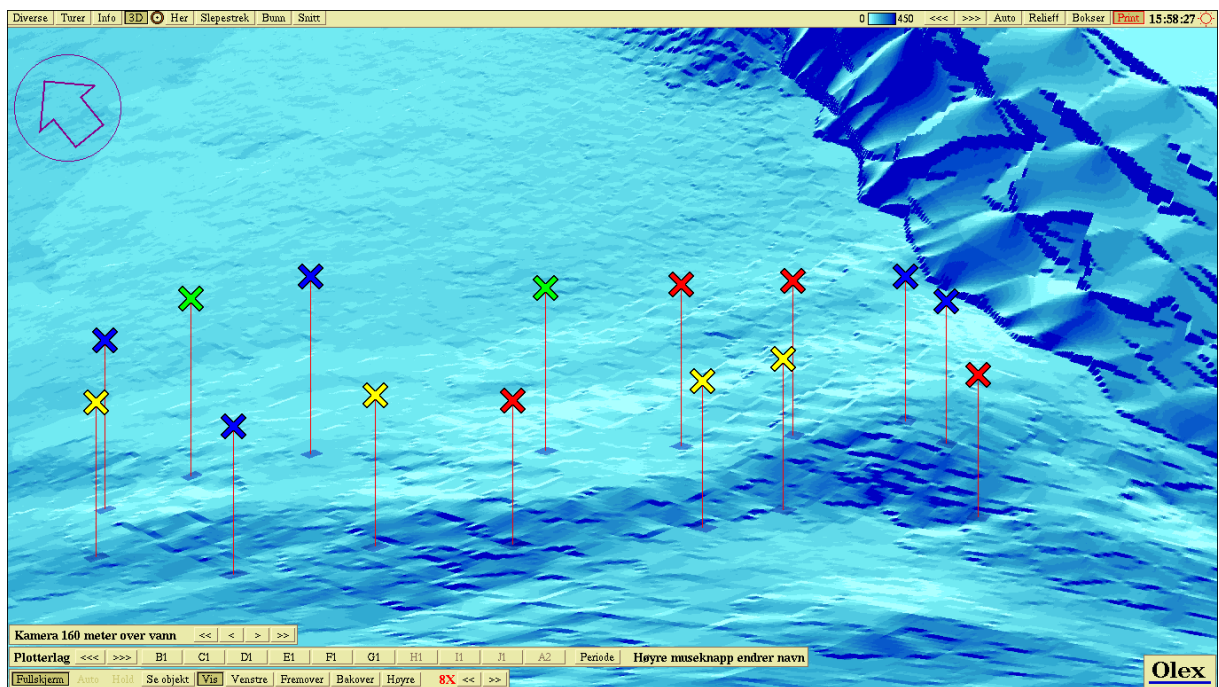 Diverse Turer Info 3D Her Slepestrek Bunn Snitt 0 450 <<< >>> Auto Relieff Bokser Print 15:58:27
Kamera 160 meter over vann << < > >>
Plotterlag <<< >>> B1 C1 D1 E1 F1 G1 H1 I1 J1 A2 Periode Høyre museknapp endrer navn
Fullskjerm Auto Hold Se objekt Vis Venstre Fremover Bakover Høyre 8X << >>
Olex